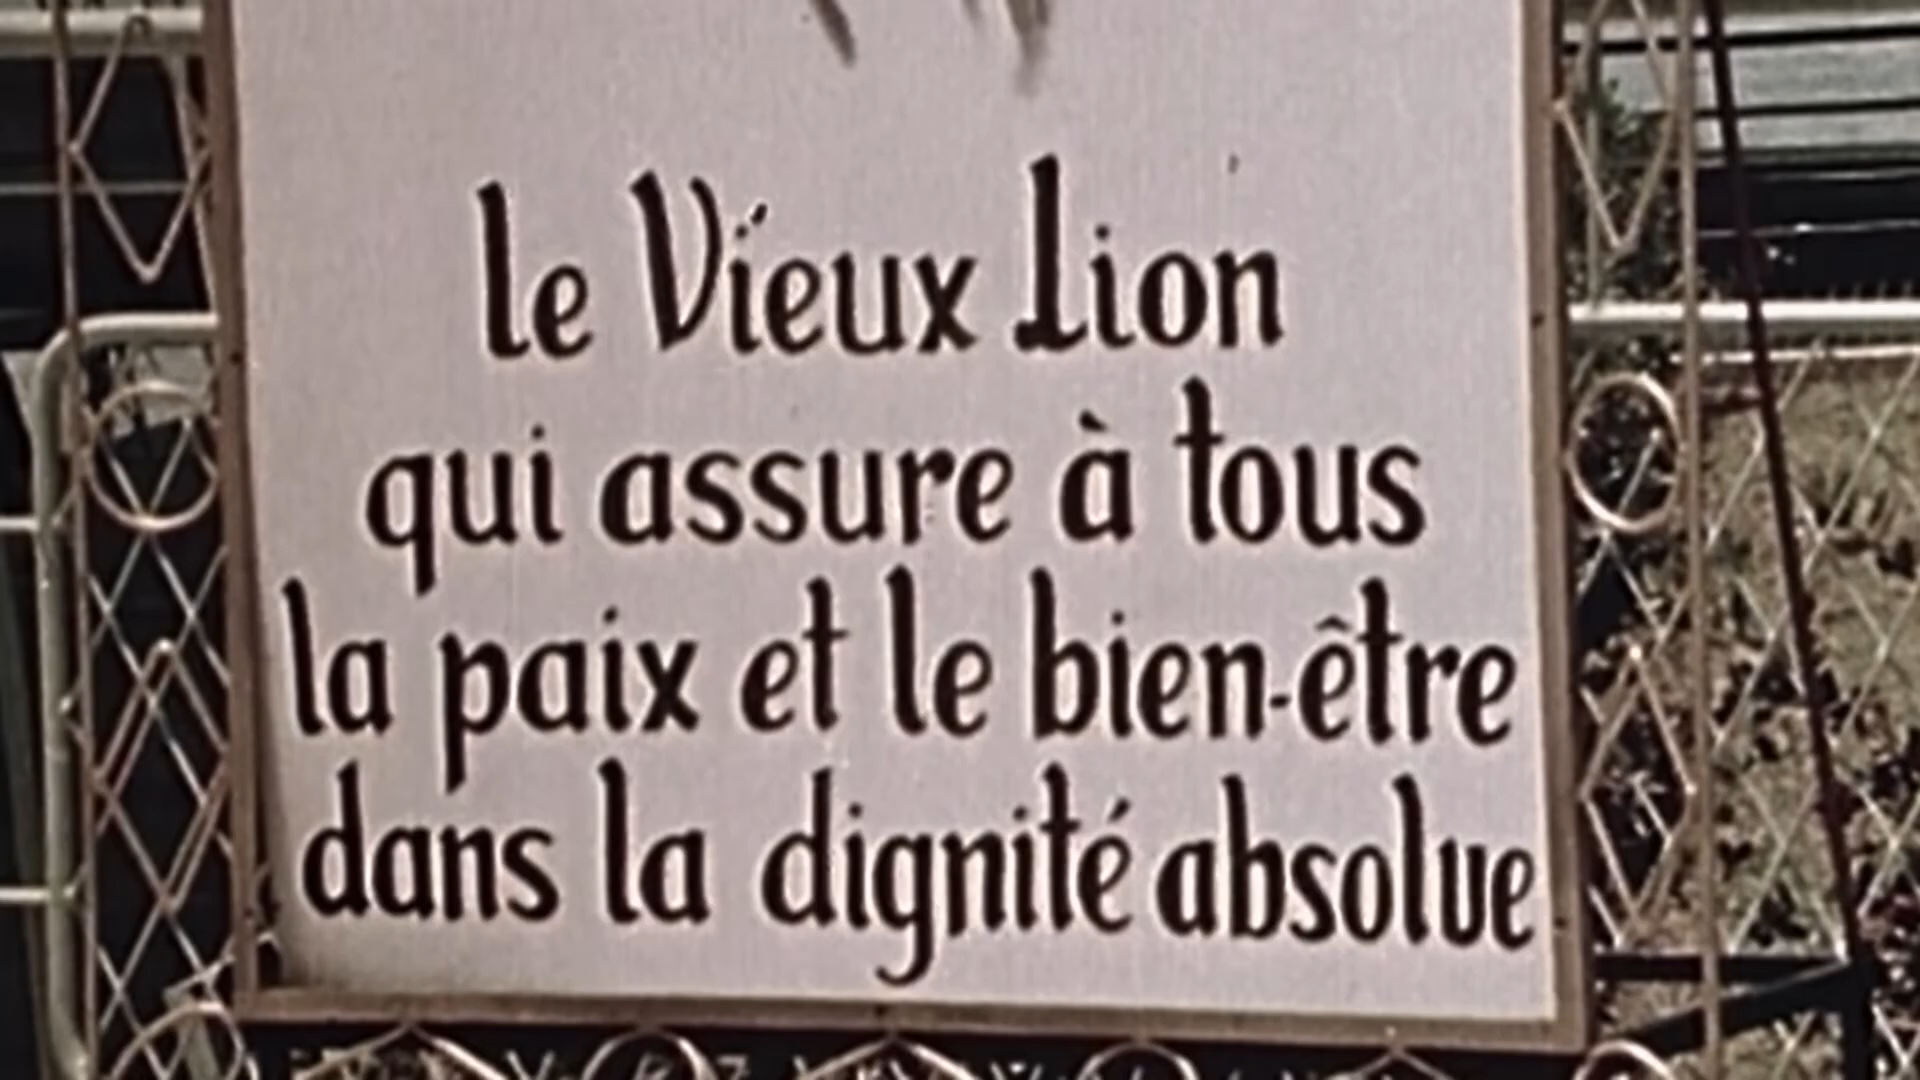 le Vieux Lion
qui assure à tous
la paix et le bien-être
dans la dignité absolue